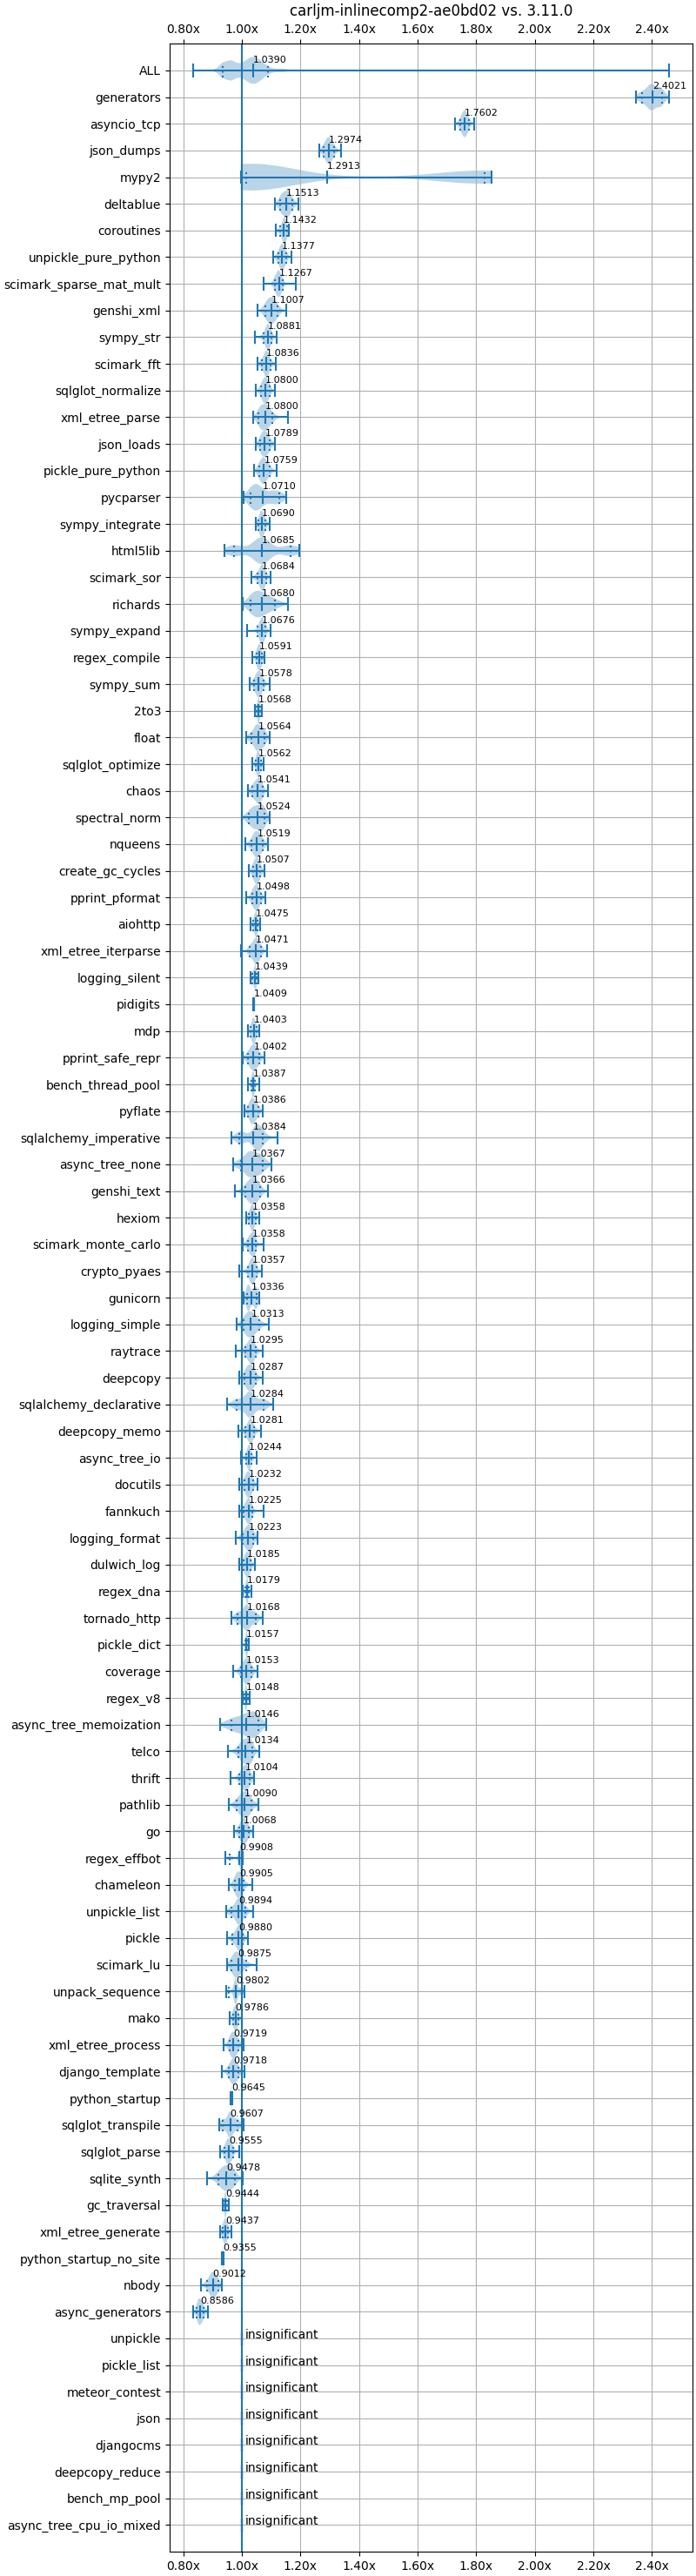 carljm-inlinecomp2-ae0bd02 vs. 3.11.0
0.80x 1.00x 1.20x 1.40x 1.60x 1.80x 2.00x 2.20x 2.40x
ALL 1.0390
generators 2.4021
asyncio_tcp 1.7602
json_dumps 1.2974
mypy2 1.2913
deltablue 1.1513
coroutines 1.1432
unpickle_pure_python 1.1377
scimark_sparse_mat_mult 1.1267
genshi_xml 1.1007
sympy_str 1.0881
scimark_fft 1.0836
sqlglot_normalize 1.0800
xml_etree_parse 1.0800
json_loads 1.0789
pickle_pure_python 1.0759
pycparser 1.0710
sympy_integrate 1.0690
html5lib 1.0685
scimark_sor 1.0684
richards 1.0680
sympy_expand 1.0676
regex_compile 1.0591
sympy_sum 1.0578
2to3 1.0568
float 1.0564
sqlglot_optimize 1.0562
chaos 1.0541
spectral_norm 1.0524
nqueens 1.0519
create_gc_cycles 1.0507
pprint_pformat 1.0498
aiohttp 1.0475
xml_etree_iterparse 1.0471
logging_silent 1.0439
pidigits 1.0409
mdp 1.0403
pprint_safe_repr 1.0402
bench_thread_pool 1.0387
pyflate 1.0386
sqlalchemy_imperative 1.0384
async_tree_none 1.0367
genshi_text 1.0366
hexiom 1.0358
scimark_monte_carlo 1.0358
crypto_pyaes 1.0357
gunicorn 1.0336
logging_simple 1.0313
raytrace 1.0295
deepcopy 1.0287
sqlalchemy_declarative 1.0284
deepcopy_memo 1.0281
async_tree_io 1.0244
docutils 1.0232
fannkuch 1.0225
logging_format 1.0223
dulwich_log 1.0185
regex_dna 1.0179
tornado_http 1.0168
pickle_dict 1.0157
coverage 1.0153
regex_v8 1.0148
async_tree_memoization 1.0146
telco 1.0134
thrift 1.0104
pathlib 1.0090
go 1.0068
regex_effbot 0.9908
chameleon 0.9905
unpickle_list 0.9894
pickle 0.9880
scimark_lu 0.9875
unpack_sequence 0.9802
mako 0.9786
xml_etree_process 0.9719
django_template 0.9718
python_startup 0.9645
sqlglot_transpile 0.9607
sqlglot_parse 0.9555
sqlite_synth 0.9478
gc_traversal 0.9444
xml_etree_generate 0.9437
python_startup_no_site 0.9355
nbody 0.9012
async_generators 0.8586
unpickle insignificant
pickle_list insignificant
meteor_contest insignificant
json insignificant
djangocms insignificant
deepcopy_reduce insignificant
bench_mp_pool insignificant
async_tree_cpu_io_mixed insignificant
0.80x 1.00x 1.20x 1.40x 1.60x 1.80x 2.00x 2.20x 2.40x